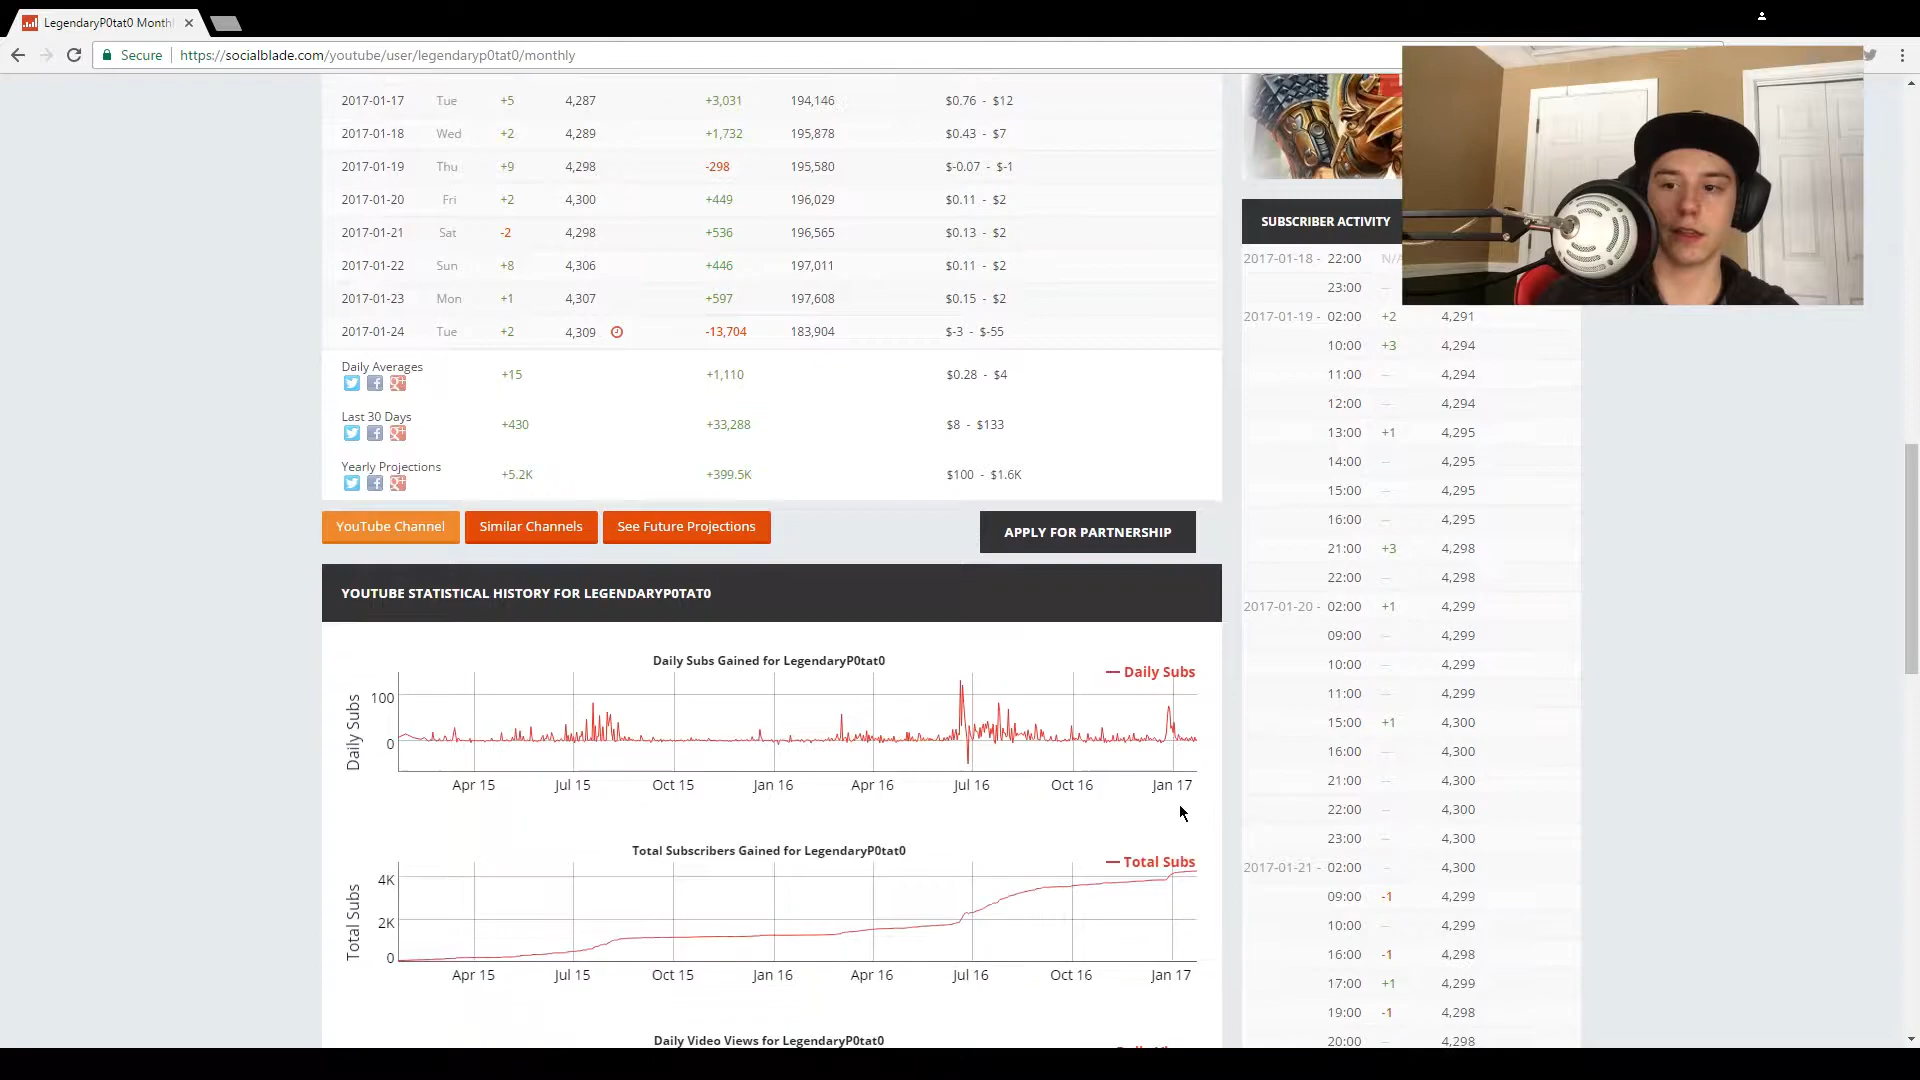 LegendaryP0tat0 Month
Secure https://socialblade.com/youtube/user/legendaryp0tat0/monthly
2017-01-17 Tue +5 4,287 +3,031 194,146 $0.76 - $12
2017-01-18 Wed +2 4,289 +1,732 195,878 $0.43 - $7
2017-01-19 Thu +9 4,298 -298 195,580 $-0.07 - $-1
2017-01-20 Fri +2 4,300 +449 196,029 $0.11 - $2
2017-01-21 Sat -2 4,298 +536 196,565 $0.13 - $2
2017-01-22 Sun +8 4,306 +446 197,011 $0.11 - $2
2017-01-23 Mon +1 4,307 +597 197,608 $0.15 - $2
2017-01-24 Tue +2 4,309 -13,704 183,904 $-3 - $-55
Daily Averages +15 +1,110 $0.28 - $4
Last 30 Days +430 +33,288 $8 - $133
Yearly Projections +5.2K +399.5K $100 - $1.6K
YouTube Channel Similar Channels See Future Projections APPLY FOR PARTNERSHIP
YOUTUBE STATISTICAL HISTORY FOR LEGENDARYP0TAT0
Daily Subs Gained for LegendaryP0tat0
Daily Subs
Daily Subs
100
0
Apr 15 Jul 15 Oct 15 Jan 16 Apr 16 Jul 16 Oct 16 Jan 17
Total Subscribers Gained for LegendaryP0tat0
Total Subs
Total Subs
4K
2K
0
Apr 15 Jul 15 Oct 15 Jan 16 Apr 16 Jul 16 Oct 16 Jan 17
Daily Video Views for LegendaryP0tat0
SUBSCRIBER ACTIVITY
2017-01-18 - 22:00 N/A
23:00 --
2017-01-19 - 02:00 +2 4,291
10:00 +3 4,294
11:00 -- 4,294
12:00 -- 4,294
13:00 +1 4,295
14:00 -- 4,295
15:00 -- 4,295
16:00 -- 4,295
21:00 +3 4,298
22:00 -- 4,298
2017-01-20 - 02:00 +1 4,299
09:00 -- 4,299
10:00 -- 4,299
11:00 -- 4,299
15:00 +1 4,300
16:00 -- 4,300
21:00 -- 4,300
22:00 -- 4,300
23:00 -- 4,300
2017-01-21 - 02:00 -- 4,300
09:00 -1 4,299
10:00 -- 4,299
16:00 -1 4,298
17:00 +1 4,299
19:00 -1 4,298
20:00 -- 4,298